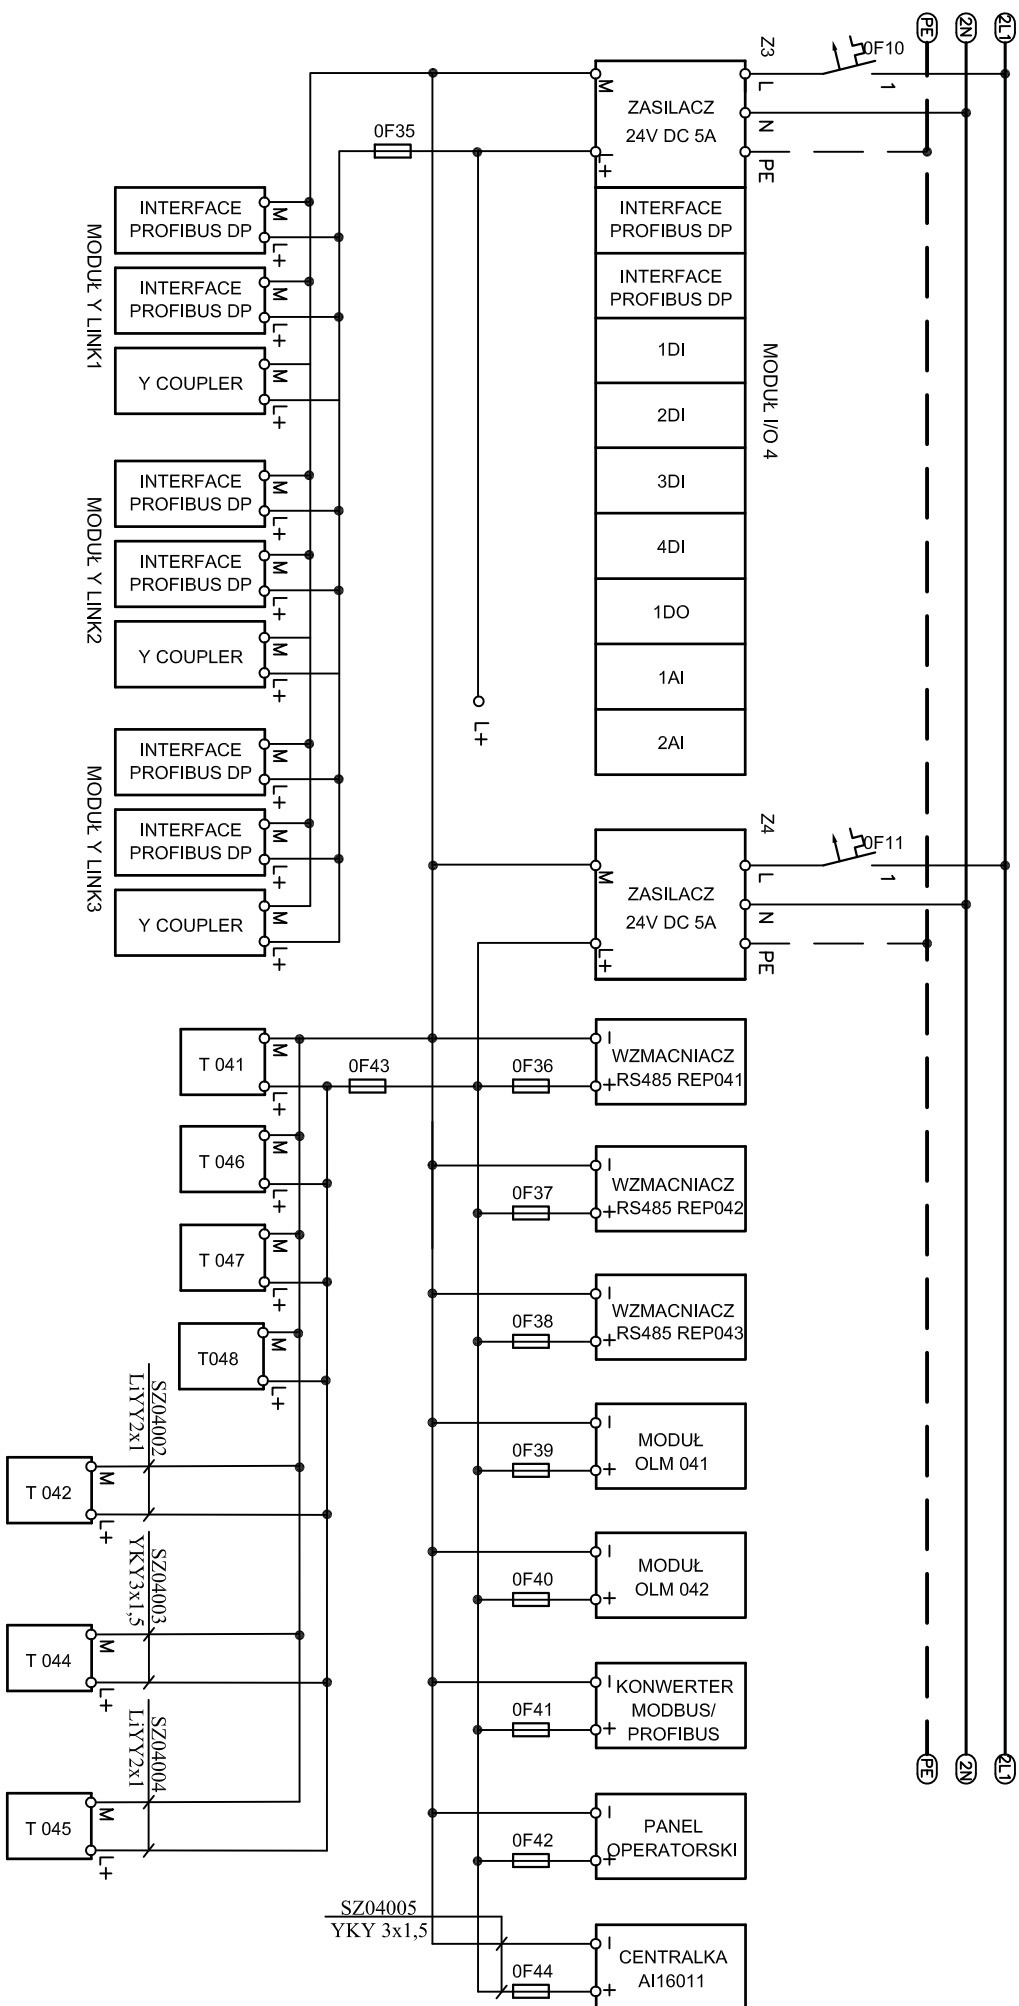 PE
2N
2L1
0F10
Z3
L
1
N
PE
M
L+
ZASILACZ
24V DC 5A
0F35
INTERFACE
PROFIBUS DP
INTERFACE
PROFIBUS DP
1DI
2DI
3DI
4DI
1DO
1AI
2AI
MODUŁ I/O 4
L+
INTERFACE
PROFIBUS DP
M
L+
INTERFACE
PROFIBUS DP
M
L+
Y COUPLER
M
L+
MODUŁ Y LINK1
INTERFACE
PROFIBUS DP
M
L+
INTERFACE
PROFIBUS DP
M
L+
Y COUPLER
M
L+
MODUŁ Y LINK2
INTERFACE
PROFIBUS DP
M
L+
INTERFACE
PROFIBUS DP
M
L+
Y COUPLER
M
L+
MODUŁ Y LINK3
Z4
0F11
L
1
N
PE
M
L+
ZASILACZ
24V DC 5A
T 041
M
L+
0F43
0F36
-
+
WZMACNIACZ
RS485 REP041
T 046
M
L+
0F37
-
+
WZMACNIACZ
RS485 REP042
T 047
M
L+
0F38
-
+
WZMACNIACZ
RS485 REP043
T048
M
L+
SZ04002
LiYY2x1
T 042
M
L+
0F39
-
+
MODUŁ
OLM 041
0F40
-
+
MODUŁ
OLM 042
SZ04003
YKY3x1,5
T 044
M
L+
0F41
-
+
KONWERTER
MODBUS/
PROFIBUS
PE
2N
2L1
SZ04004
LiYY2x1
T 045
M
L+
0F42
-
+
PANEL
OPERATORSKI
SZ04005
YKY 3x1,5
0F44
-
+
CENTRALKA
AI16011